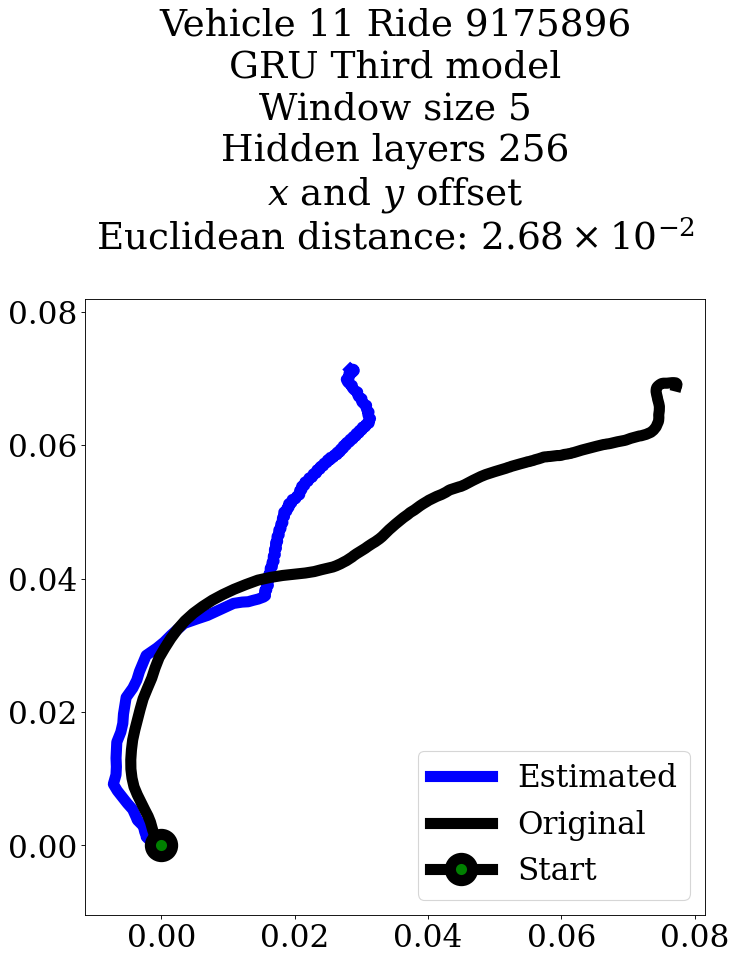 Vehicle 11 Ride 9175896
GRU Third model
Window size 5
Hidden layers 256
x and y offset
Euclidean distance: 2.68 × 10⁻²
0.08
0.06
0.04
0.02
0.00
Estimated
Original
Start
0.00 0.02 0.04 0.06 0.08